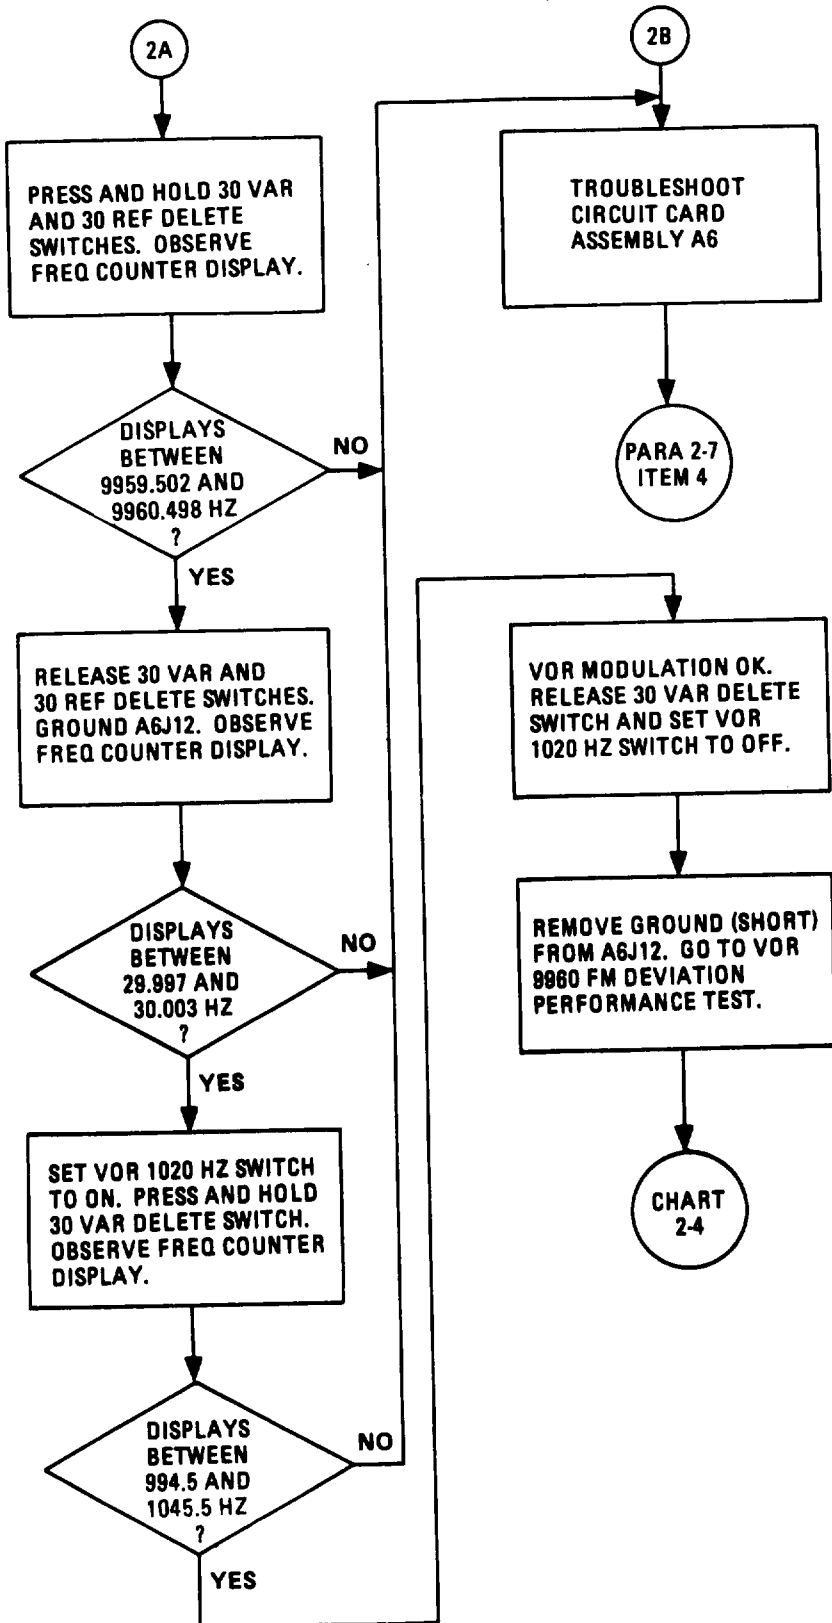 2A
PRESS AND HOLD 30 VAR
AND 30 REF DELETE
SWITCHES. OBSERVE
FREQ COUNTER DISPLAY.
DISPLAYS
BETWEEN
9959.502 AND
9960.498 HZ
?
NO
YES
RELEASE 30 VAR AND
30 REF DELETE SWITCHES.
GROUND A6J12. OBSERVE
FREQ COUNTER DISPLAY.
DISPLAYS
BETWEEN
29.997 AND
30.003 HZ
?
NO
YES
SET VOR 1020 HZ SWITCH
TO ON. PRESS AND HOLD
30 VAR DELETE SWITCH.
OBSERVE FREQ COUNTER
DISPLAY.
DISPLAYS
BETWEEN
994.5 AND
1045.5 HZ
?
NO
YES
2B
TROUBLESHOOT
CIRCUIT CARD
ASSEMBLY A6
PARA 2-7
ITEM 4
VOR MODULATION OK.
RELEASE 30 VAR DELETE
SWITCH AND SET VOR
1020 HZ SWITCH TO OFF.
REMOVE GROUND (SHORT)
FROM A6J12. GO TO VOR
9960 FM DEVIATION
PERFORMANCE TEST.
CHART
2-4